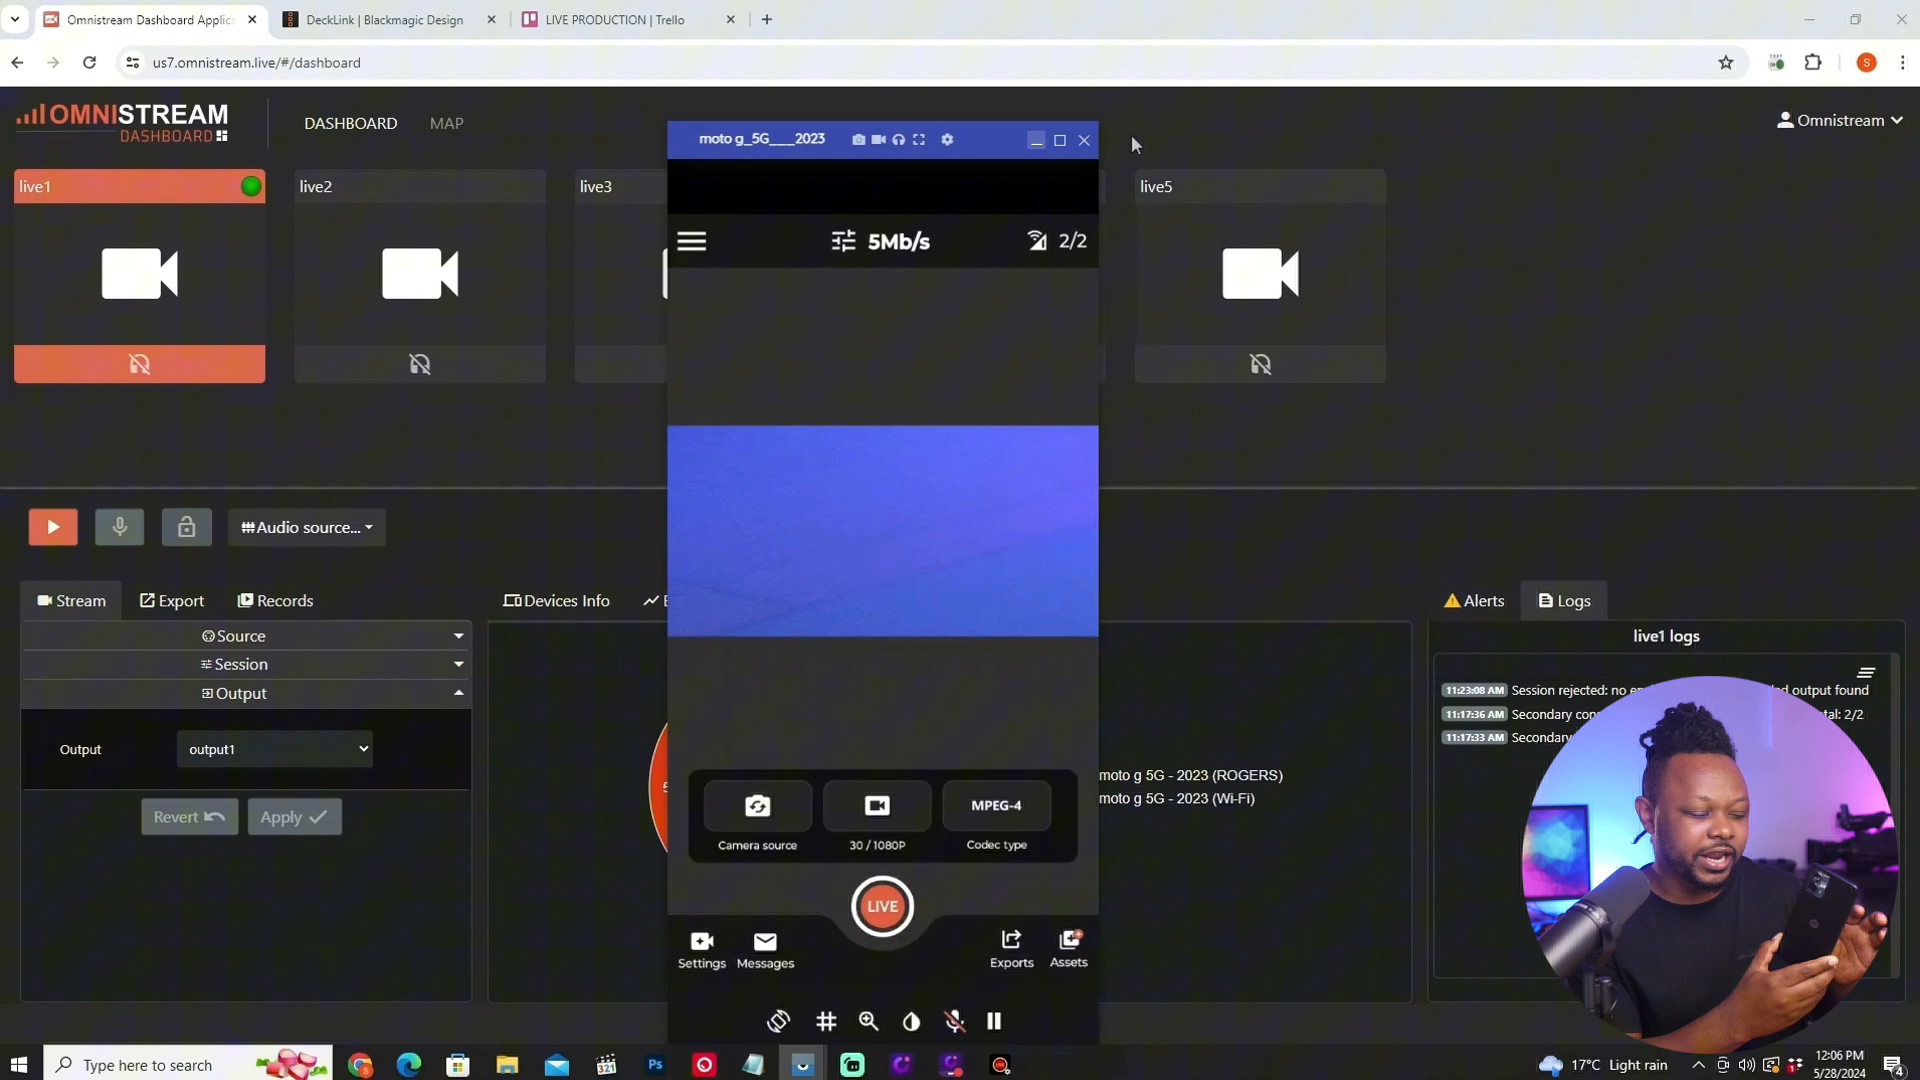 Omnistream Dashboard Applica
DeckLink | Blackmagic Design
LIVE PRODUCTION | Trello
us7.omnistream.live/#/dashboard
S
OMNISTREAM
DASHBOARD
DASHBOARD
MAP
Omnistream
moto g_5G___2023
live1
live2
live3
live5
5Mb/s
2/2
Audio source...
Stream
Export
Records
Devices Info
Alerts
Logs
Source
Session
Output
Output
output1
Revert
Apply
live1 logs
11:23:08 AM Session rejected: no en d output found
11:17:36 AM Secondary con tal: 2/2
11:17:33 AM Secondary
moto g 5G - 2023 (ROGERS)
moto g 5G - 2023 (Wi-Fi)
MPEG-4
Camera source
30 / 1080P
Codec type
LIVE
Settings
Messages
Exports
Assets
Type here to search
321
Ps
17°C Light rain
12:06 PM
5/28/2024
4